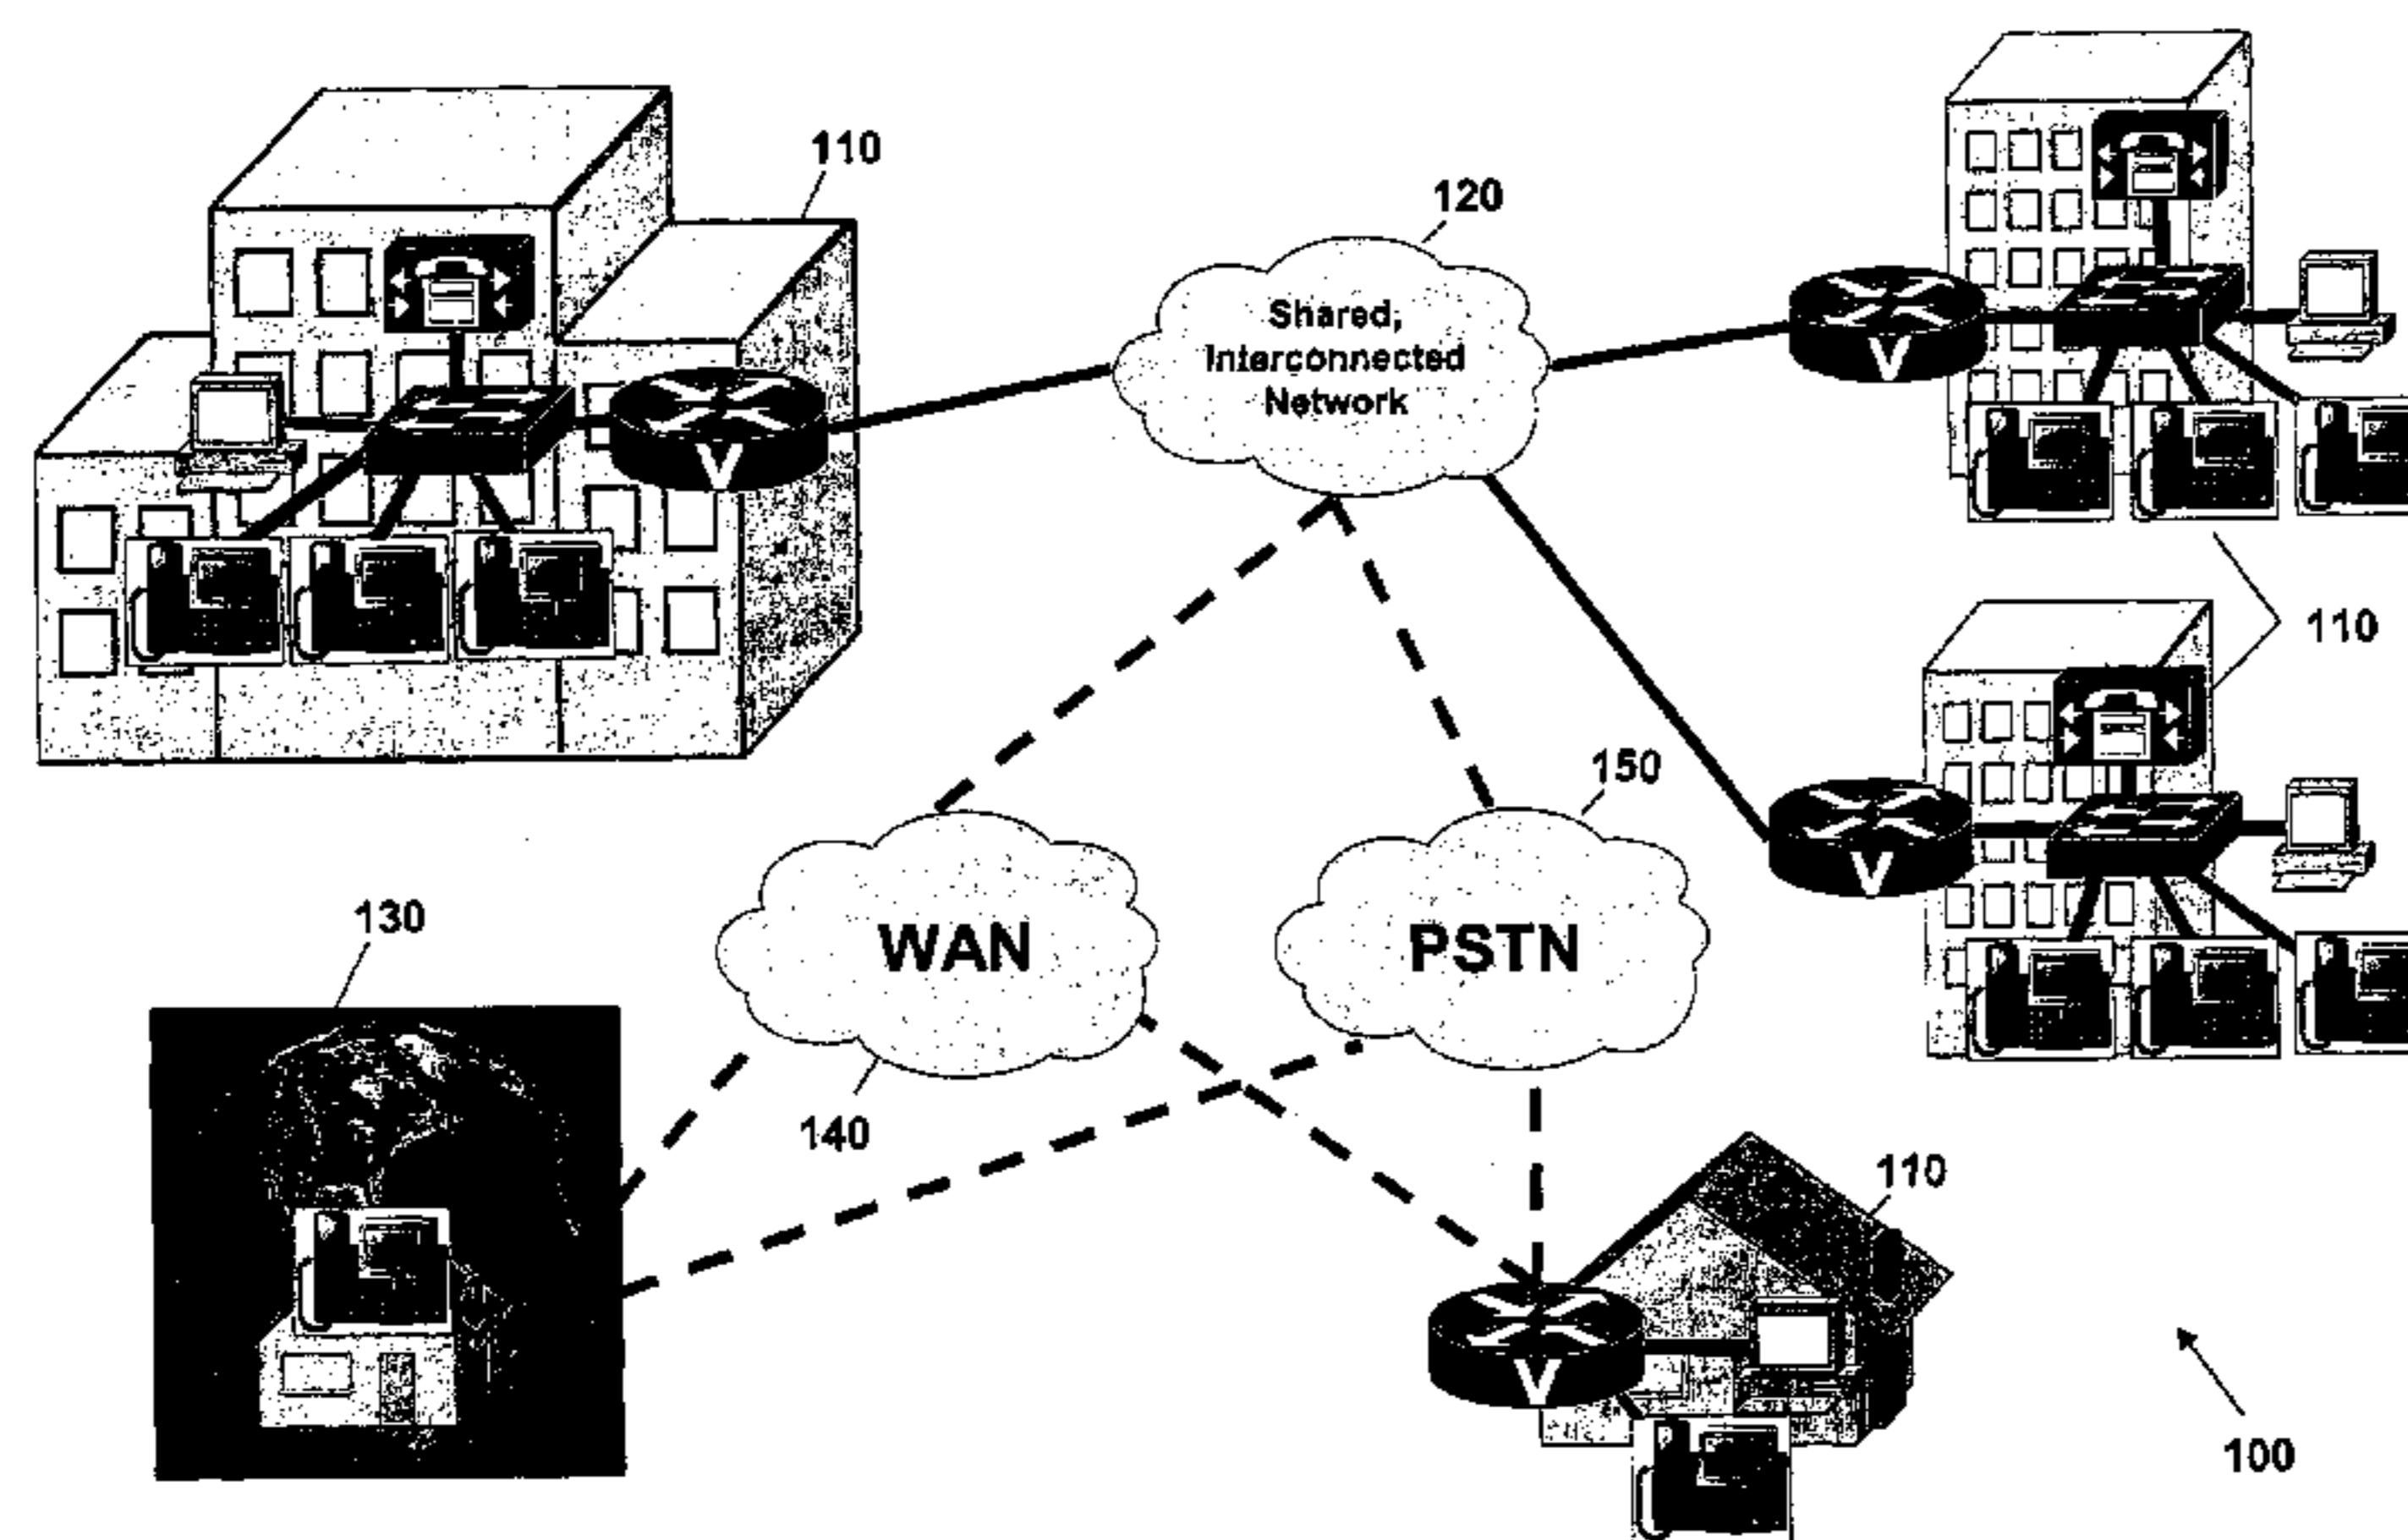 110
120
Shared,
Interconnected
Network
V
V
110
150
V
130
WAN
PSTN
140
110
V
100